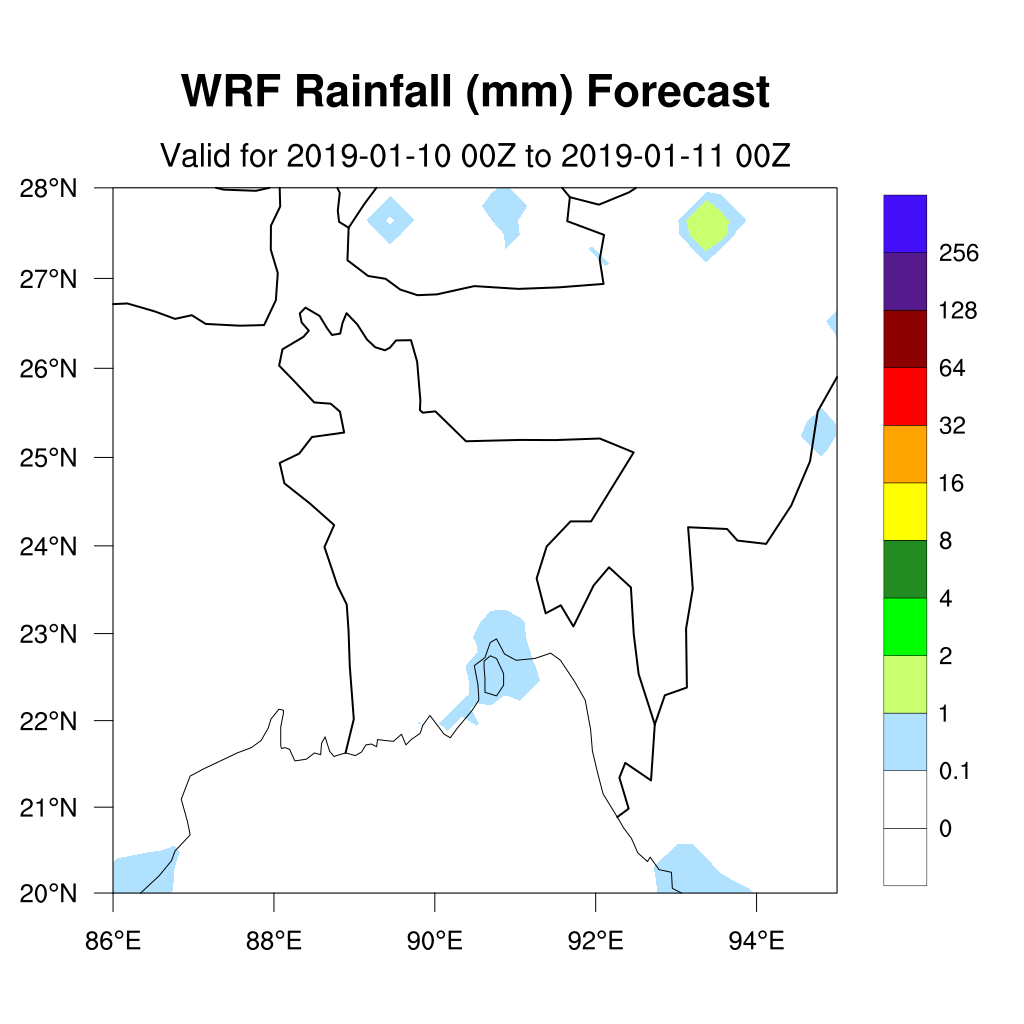 WRF Rainfall (mm) Forecast
Valid for 2019-01-10 00Z to 2019-01-11 00Z
28°N
27°N
26°N
25°N
24°N
23°N
22°N
21°N
20°N
86°E 88°E 90°E 92°E 94°E
256
128
64
32
16
8
4
2
1
0.1
0